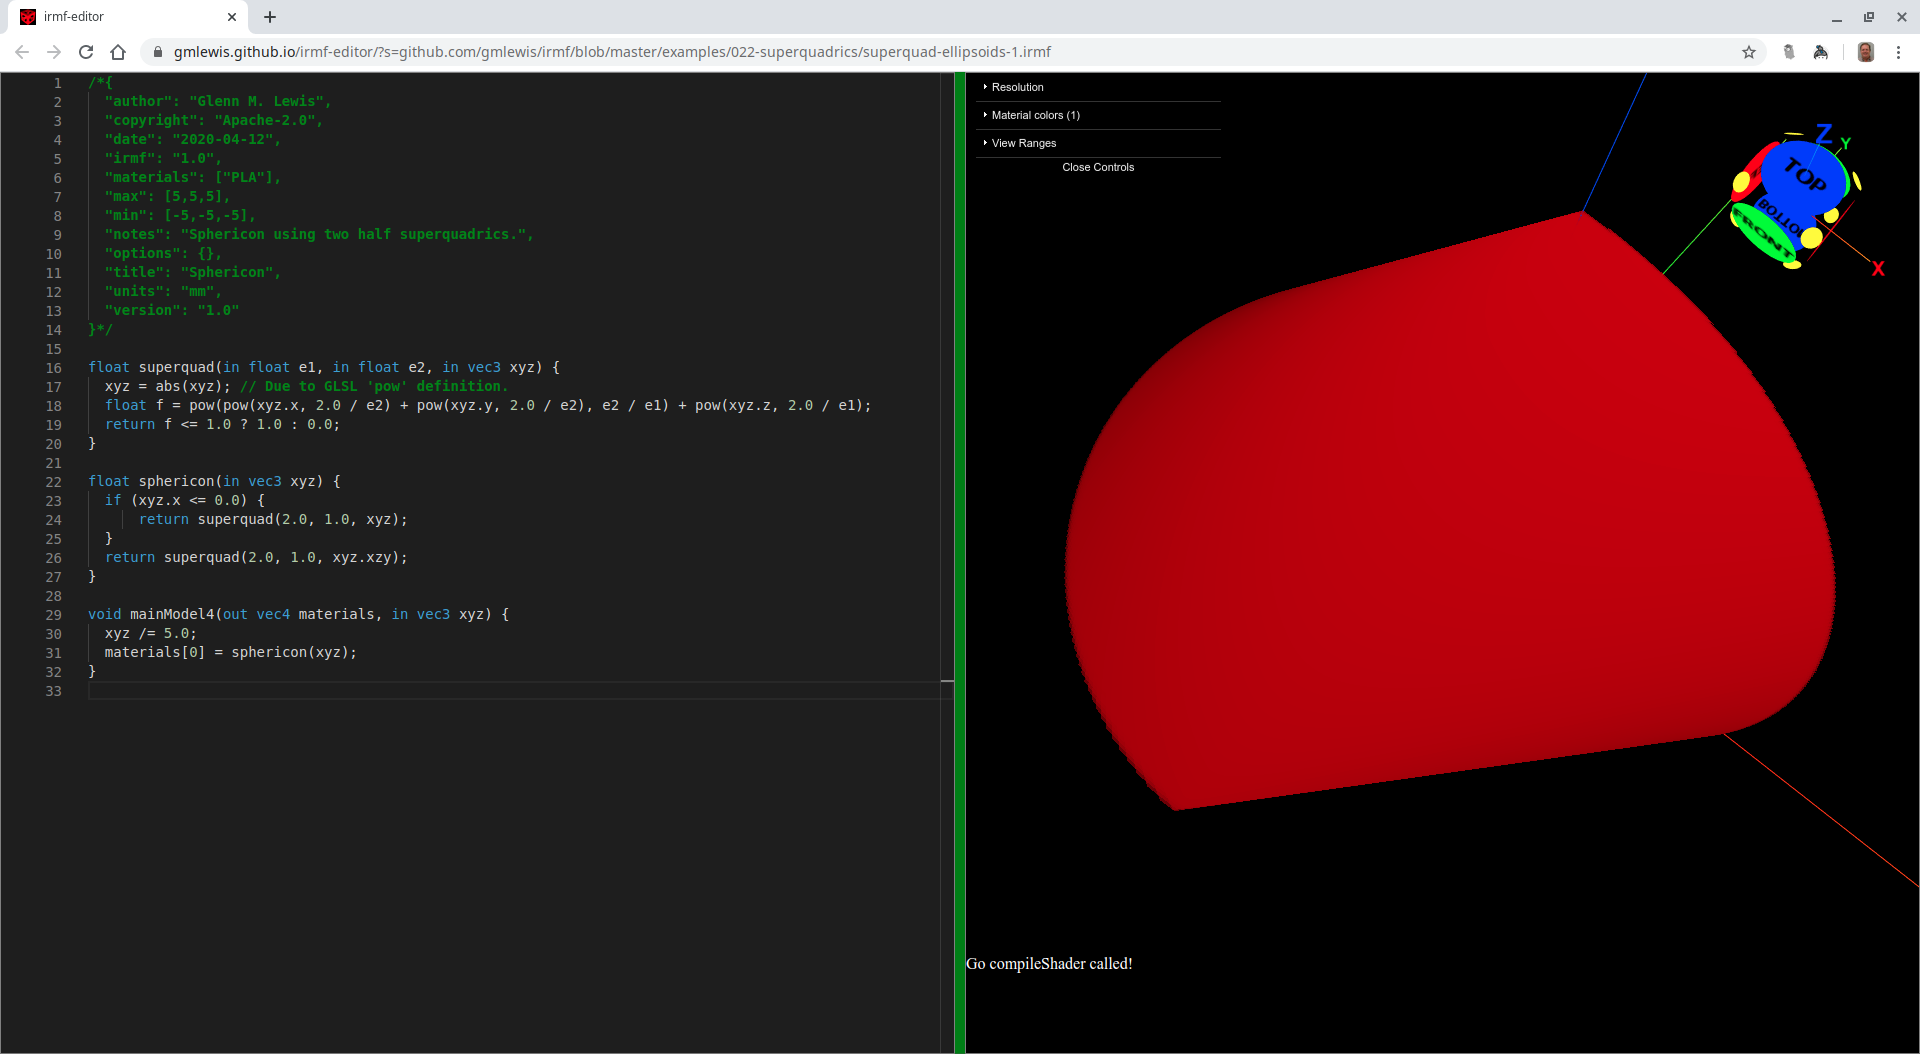 irmf-editor
gmlewis.github.io/irmf-editor/?s=github.com/gmlewis/irmf/blob/master/examples/022-superquadrics/superquad-ellipsoids-1.irmf
1 /*{
2 "author": "Glenn M. Lewis",
3 "copyright": "Apache-2.0",
4 "date": "2020-04-12",
5 "irmf": "1.0",
6 "materials": ["PLA"],
7 "max": [5,5,5],
8 "min": [-5,-5,-5],
9 "notes": "Sphericon using two half superquadrics.",
10 "options": {},
11 "title": "Sphericon",
12 "units": "mm",
13 "version": "1.0"
14 }*/
15
16 float superquad(in float e1, in float e2, in vec3 xyz) {
17 xyz = abs(xyz); // Due to GLSL 'pow' definition.
18 float f = pow(pow(xyz.x, 2.0 / e2) + pow(xyz.y, 2.0 / e2), e2 / e1) + pow(xyz.z, 2.0 / e1);
19 return f <= 1.0 ? 1.0 : 0.0;
20 }
21
22 float sphericon(in vec3 xyz) {
23 if (xyz.x <= 0.0) {
24 return superquad(2.0, 1.0, xyz);
25 }
26 return superquad(2.0, 1.0, xyz.xzy);
27 }
28
29 void mainModel4(out vec4 materials, in vec3 xyz) {
30 xyz /= 5.0;
31 materials[0] = sphericon(xyz);
32 }
33
Resolution
Material colors (1)
View Ranges
Close Controls
Z
Y
TOP
FRONT
X
Go compileShader called!